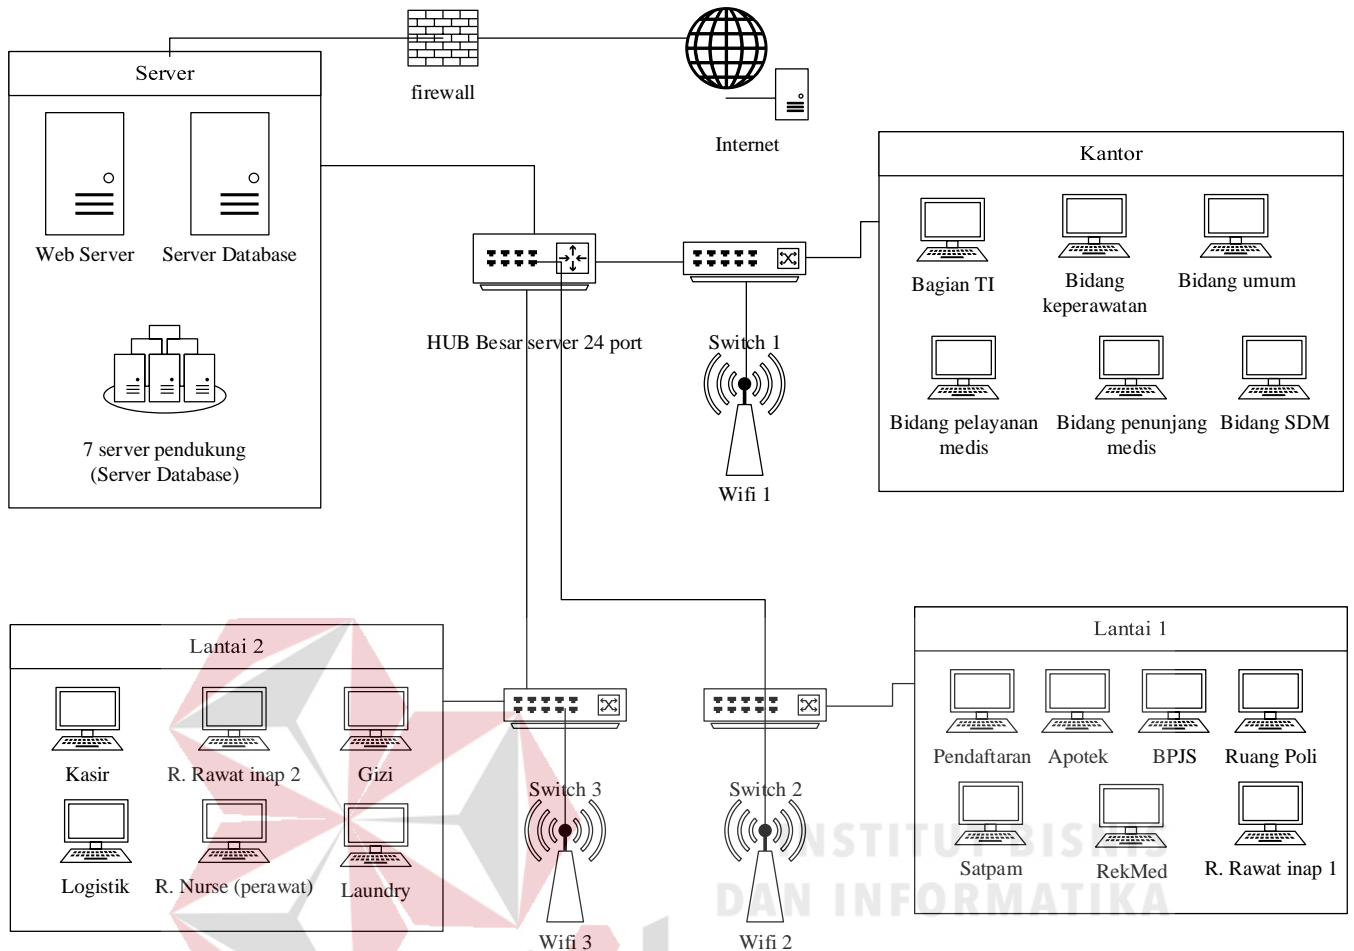 Server
firewall
Internet
Web Server
Server Database
7 server pendukung
(Server Database)
HUB Besar server 24 port
Switch 1
Wifi 1
Kantor
Bagian TI
Bidang
keperawatan
Bidang umum
Bidang pelayanan
medis
Bidang penunjang
medis
Bidang SDM
Lantai 2
Kasir
R. Rawat inap 2
Gizi
Logistik
R. Nurse (perawat)
Laundry
Switch 3
Wifi 3
Switch 2
Wifi 2
Lantai 1
Pendaftaran
Apotek
BPJS
Ruang Poli
Satpam
RekMed
R. Rawat inap 1
INSTITUT BISNIS
DAN INFORMATIKA